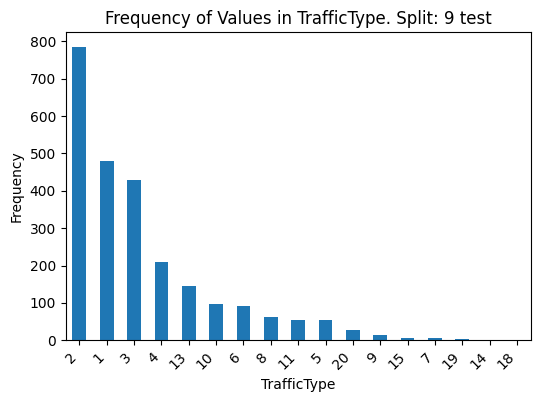 Frequency of Values in TrafficType. Split: 9 test
800
700
600
500
400
300
200
100
0
Frequency
2 1 3 4 13 10 6 8 11 5 20 9 15 7 19 14 18
TrafficType